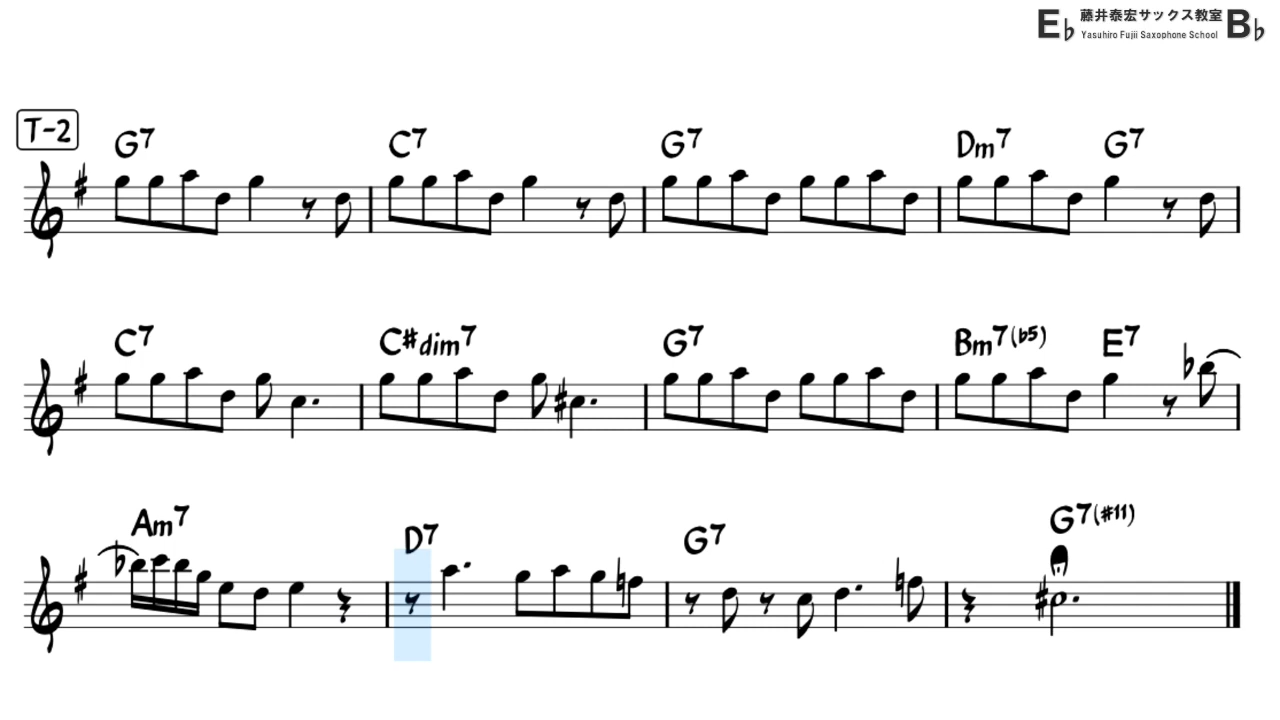 E♭ 藤井泰宏サックス教室 B♭
Yasuhiro Fujii Saxophone School
T-2
G7 C7 G7 Dm7 G7
C7 C#dim7 G7 Bm7(♭5) E7
Am7 D7 G7 G7(#11)